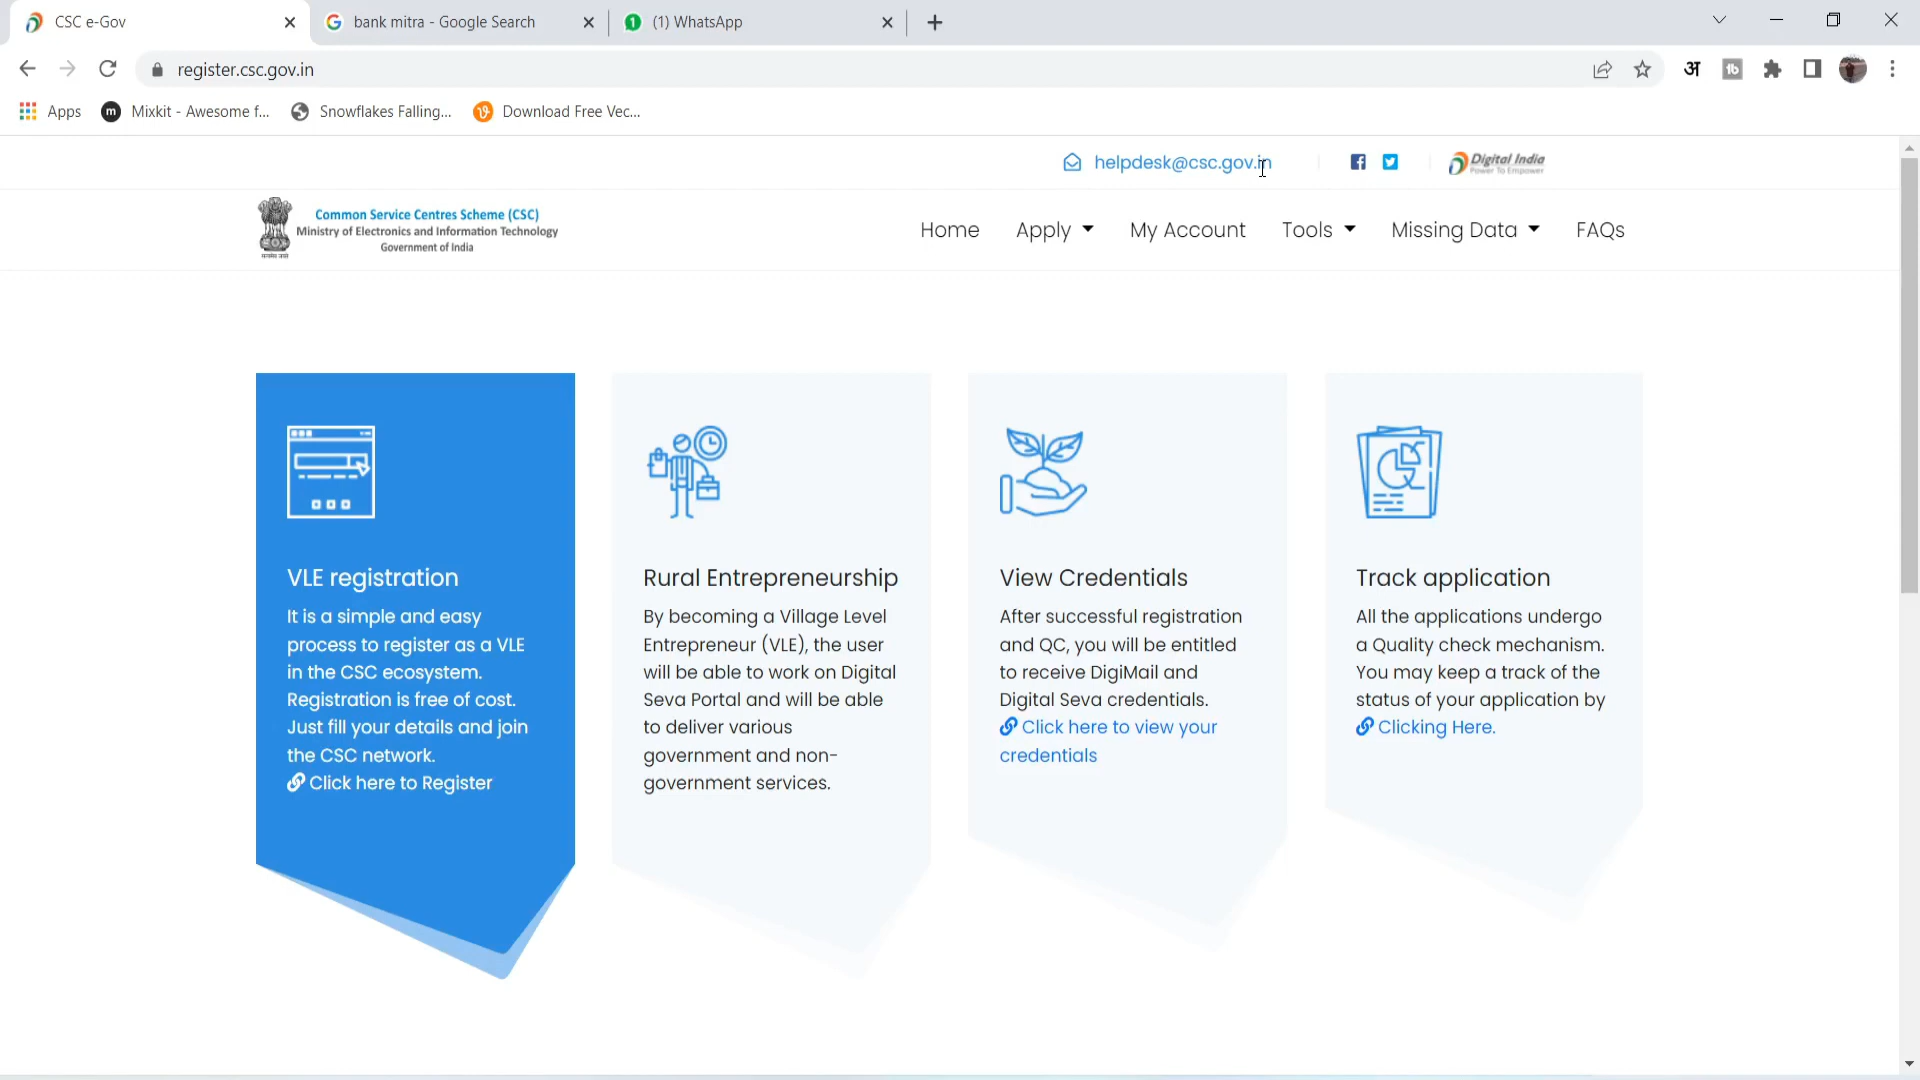 CSC e-Gov
bank mitra - Google Search
1
(1) WhatsApp
register.csc.gov.in
अ
tb
Apps
m
Mixkit - Awesome f...
Snowflakes Falling...
Download Free Vec...
helpdesk@csc.gov.in
Digital India
Power To Empower
Common Service Centres Scheme (CSC)
Ministry of Electronics and Information Technology
Government of India
सत्यमेव जयते
Home
Apply
My Account
Tools
Missing Data
FAQs
VLE registration
It is a simple and easy
process to register as a VLE
in the CSC ecosystem.
Registration is free of cost.
Just fill your details and join
the CSC network.
Click here to Register
Rural Entrepreneurship
By becoming a Village Level
Entrepreneur (VLE), the user
will be able to work on Digital
Seva Portal and will be able
to deliver various
government and non-
government services.
View Credentials
After successful registration
and QC, you will be entitled
to receive DigiMail and
Digital Seva credentials.
Click here to view your
credentials
Track application
All the applications undergo
a Quality check mechanism.
You may keep a track of the
status of your application by
Clicking Here.